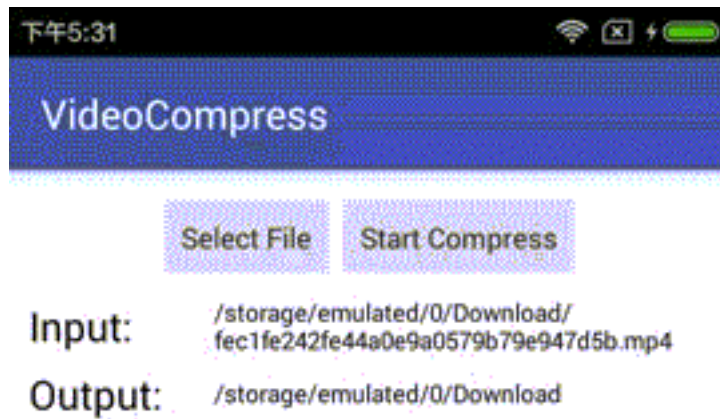 下午5:31
VideoCompress
Select File Start Compress
Input: /storage/emulated/0/Download/
fec1fe242fe44a0e9a0579b79e947d5b.mp4
Output: /storage/emulated/0/Download